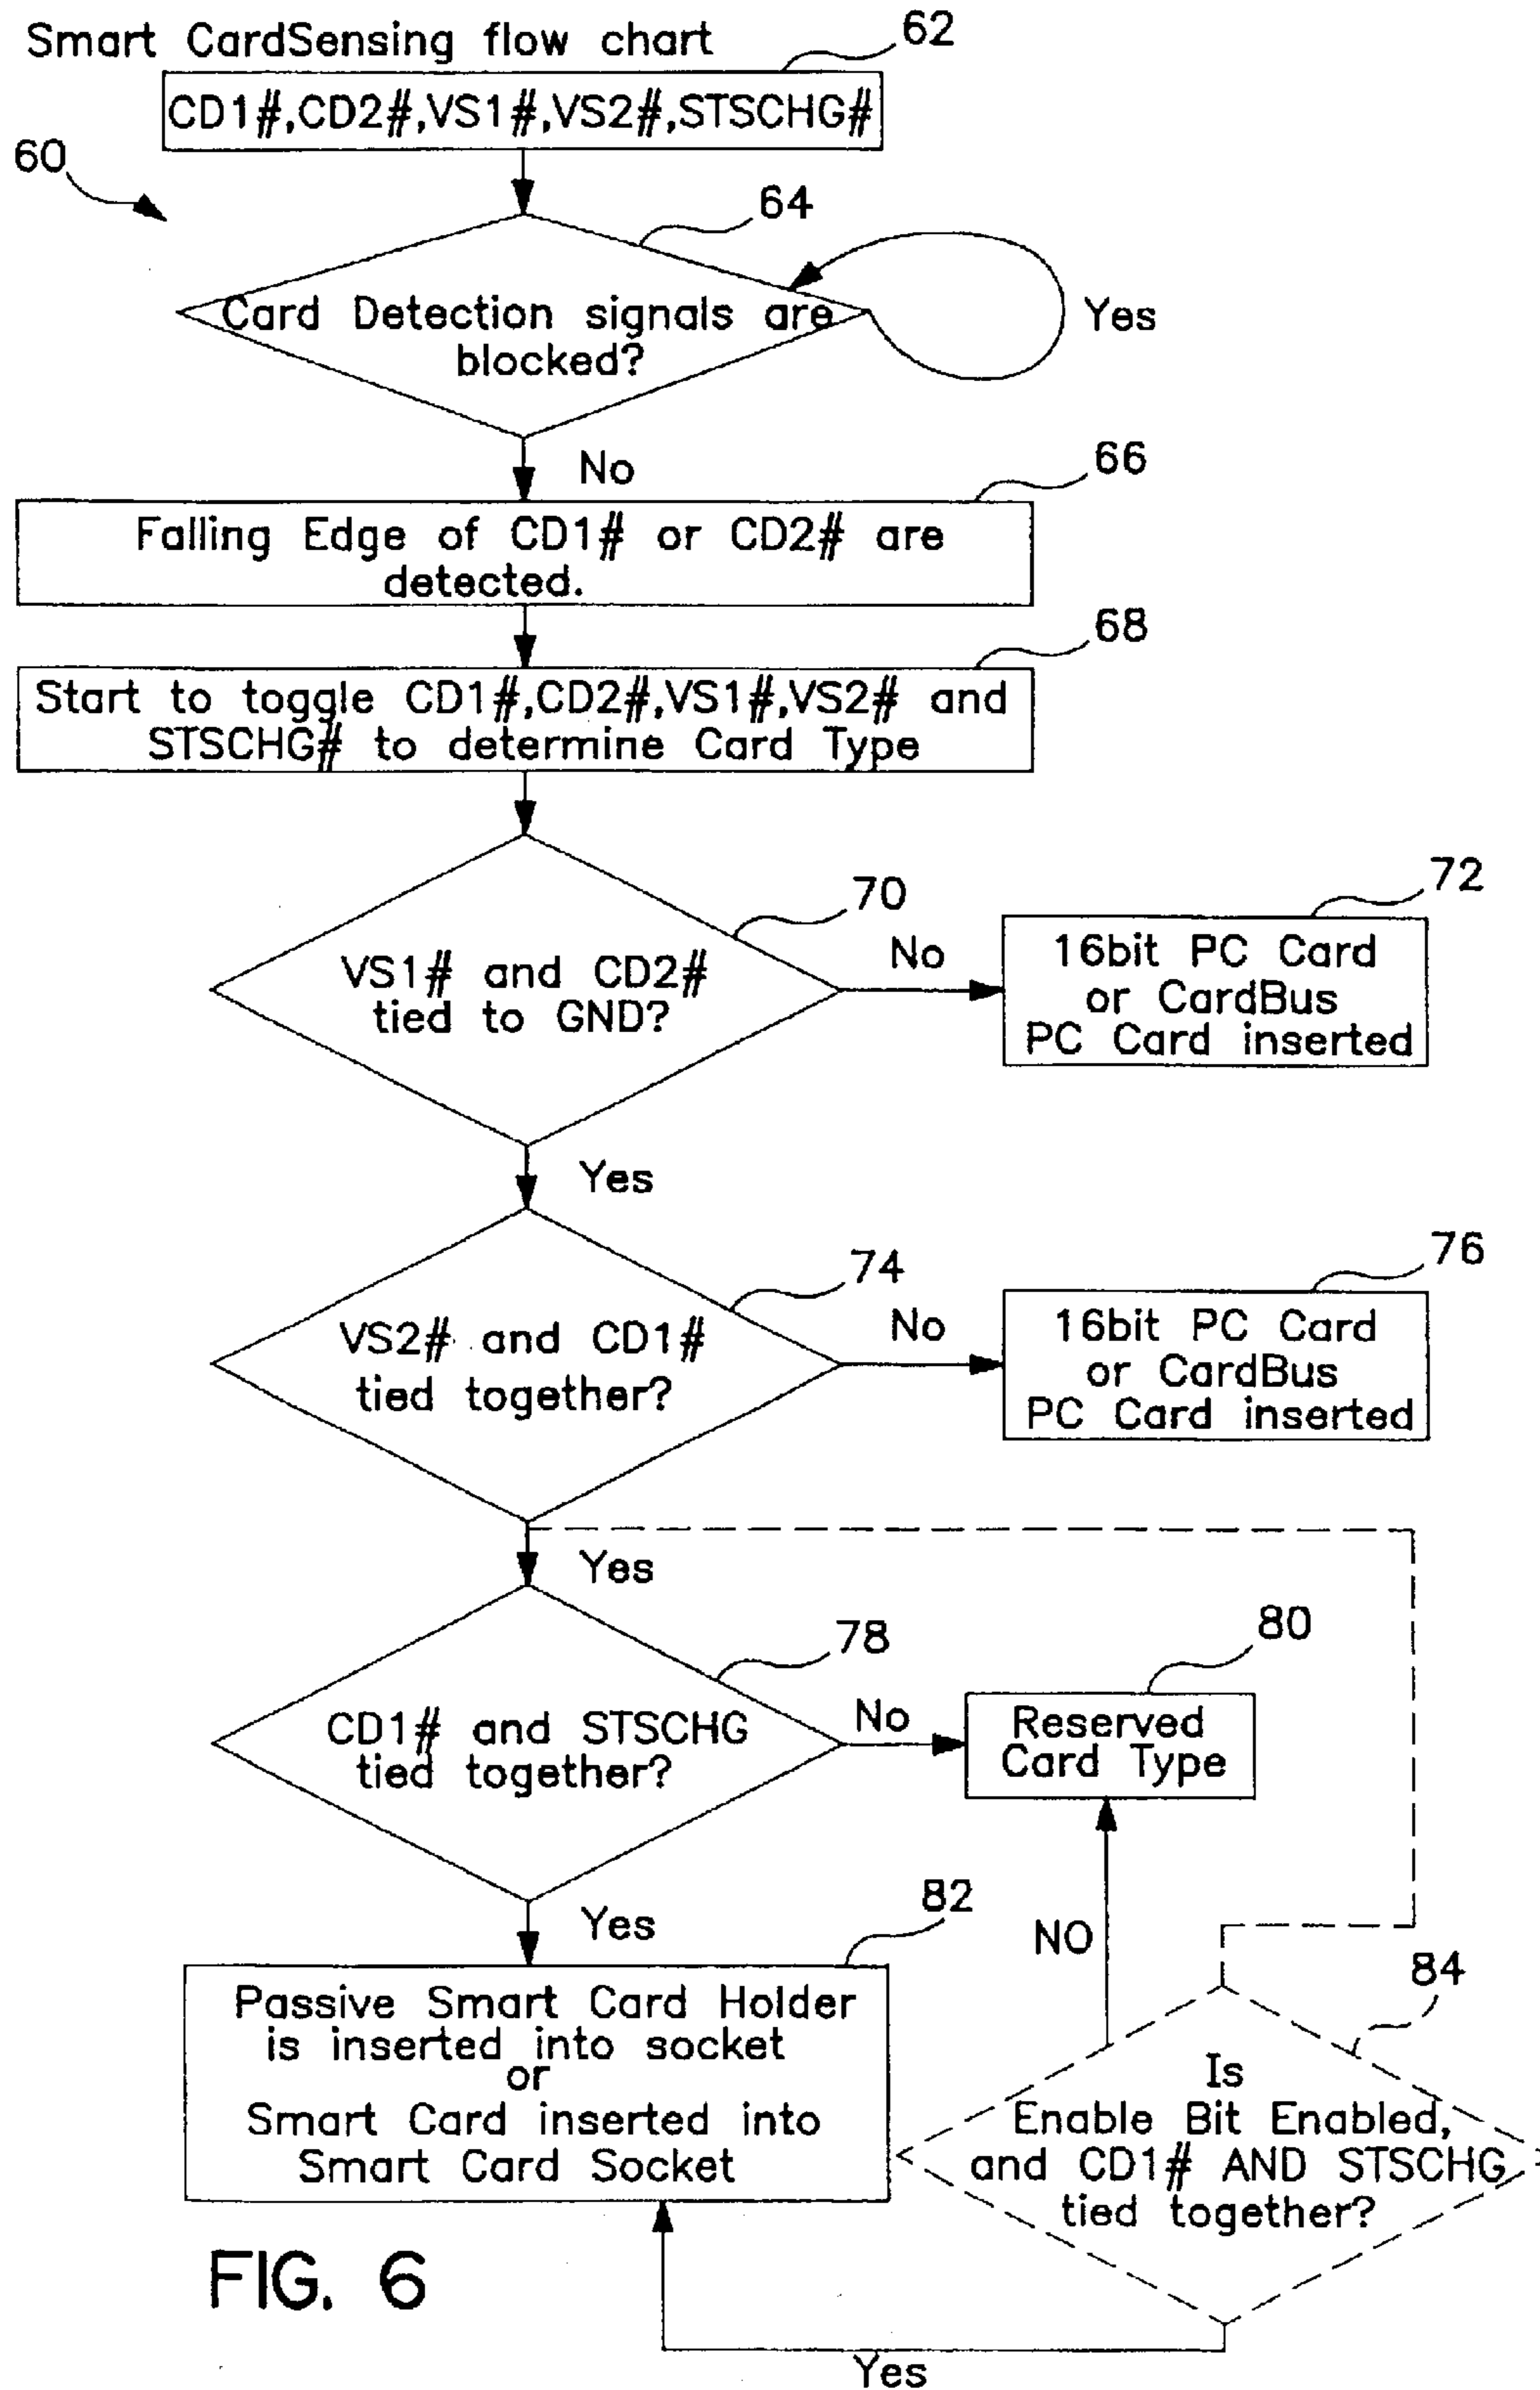 Smart CardSensing flow chart
62
CD1#,CD2#,VS1#,VS2#,STSCHG#
60
64
Card Detection signals are
blocked?
Yes
No
66
Falling Edge of CD1# or CD2# are
detected.
68
Start to toggle CD1#,CD2#,VS1#,VS2# and
STSCHG# to determine Card Type
70
VS1# and CD2#
tied to GND?
No
72
16bit PC Card
or CardBus
PC Card inserted
Yes
74
VS2# and CD1#
tied together?
No
76
16bit PC Card
or CardBus
PC Card inserted
Yes
78
CD1# and STSCHG
tied together?
No
80
Reserved
Card Type
Yes
82
Passive Smart Card Holder
is inserted into socket
or
Smart Card inserted into
Smart Card Socket
NO
84
Is
Enable Bit Enabled,
and CD1# AND STSCHG
tied together?
Yes
FIG. 6